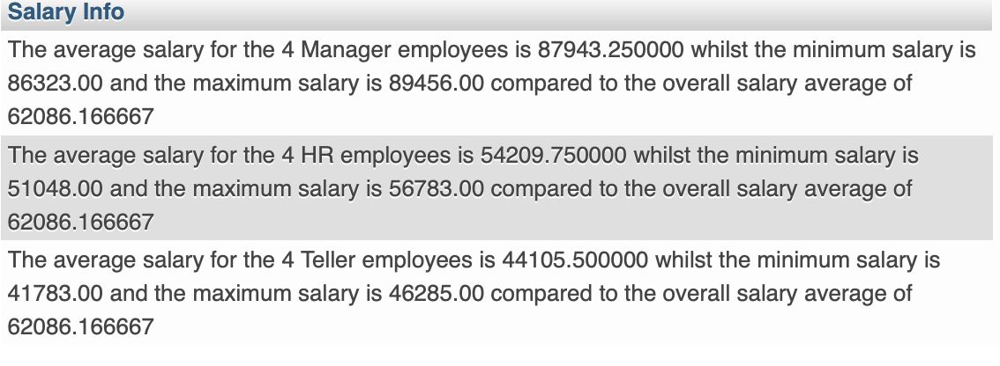 Salary Info
The average salary for the 4 Manager employees is 87943.250000 whilst the minimum salary is
86323.00 and the maximum salary is 89456.00 compared to the overall salary average of
62086.166667
The average salary for the 4 HR employees is 54209.750000 whilst the minimum salary is
51048.00 and the maximum salary is 56783.00 compared to the overall salary average of
62086.166667
The average salary for the 4 Teller employees is 44105.500000 whilst the minimum salary is
41783.00 and the maximum salary is 46285.00 compared to the overall salary average of
62086.166667